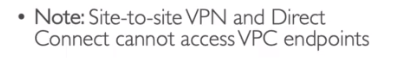 • Note: Site-to-site VPN and Direct
Connect cannot access VPC endpoints